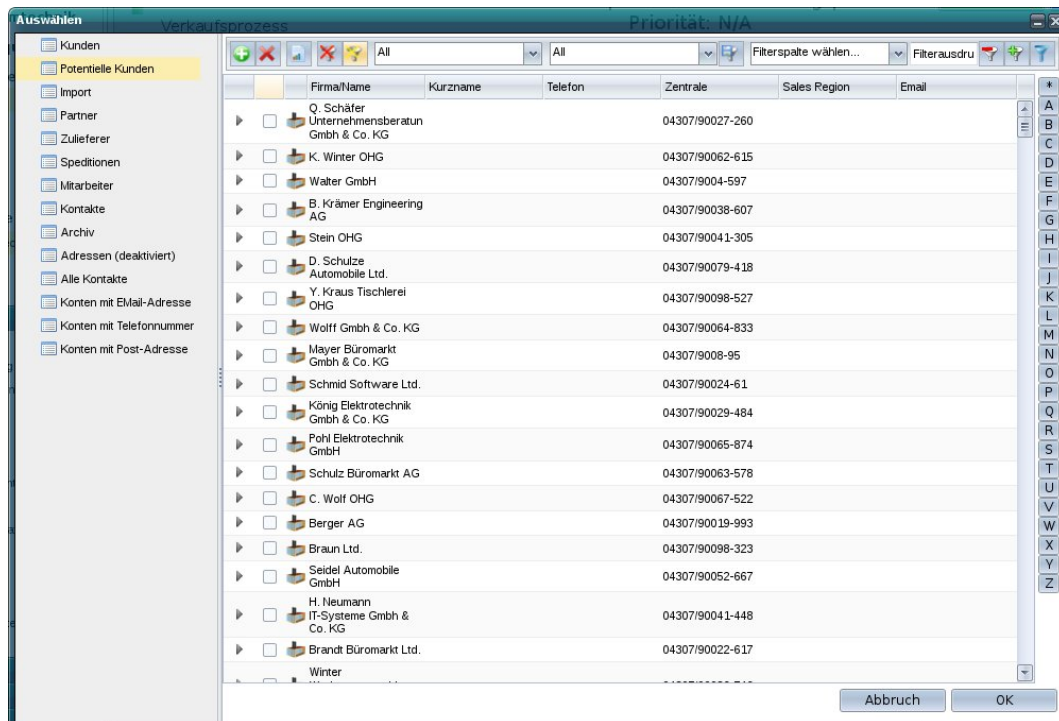 Verkaufsprozess
Priorität: N/A
Auswählen
Kunden
Potentielle Kunden
Import
Partner
Zulieferer
Speditionen
Mitarbeiter
Kontakte
Archiv
Adressen (deaktiviert)
Alle Kontakte
Konten mit EMail-Adresse
Konten mit Telefonnummer
Konten mit Post-Adresse
All
All
Filterspalte wählen...
Filterausdru
Firma/Name Kurzname Telefon Zentrale Sales Region Email
Q. Schäfer
Unternehmensberatun
Gmbh & Co. KG
04307/90027-260
K. Winter OHG 04307/90062-615
Walter GmbH 04307/9004-597
B. Krämer Engineering
AG
04307/90038-607
Stein OHG 04307/90041-305
D. Schulze
Automobile Ltd.
04307/90079-418
Y. Kraus Tischlerei
OHG
04307/90098-527
Wolff Gmbh & Co. KG 04307/90064-833
Mayer Büromarkt
Gmbh & Co. KG
04307/9008-95
Schmid Software Ltd. 04307/90024-61
König Elektrotechnik
Gmbh & Co. KG
04307/90029-484
Pohl Elektrotechnik
GmbH
04307/90065-874
Schulz Büromarkt AG 04307/90063-578
C. Wolf OHG 04307/90067-522
Berger AG 04307/90019-993
Braun Ltd. 04307/90098-323
Seidel Automobile
GmbH
04307/90052-667
H. Neumann
IT-Systeme Gmbh &
Co. KG
04307/90041-448
Brandt Büromarkt Ltd. 04307/90022-617
Winter
*
A
B
C
D
E
F
G
H
I
J
K
L
M
N
O
P
Q
R
S
T
U
V
W
X
Y
Z
Abbruch
OK